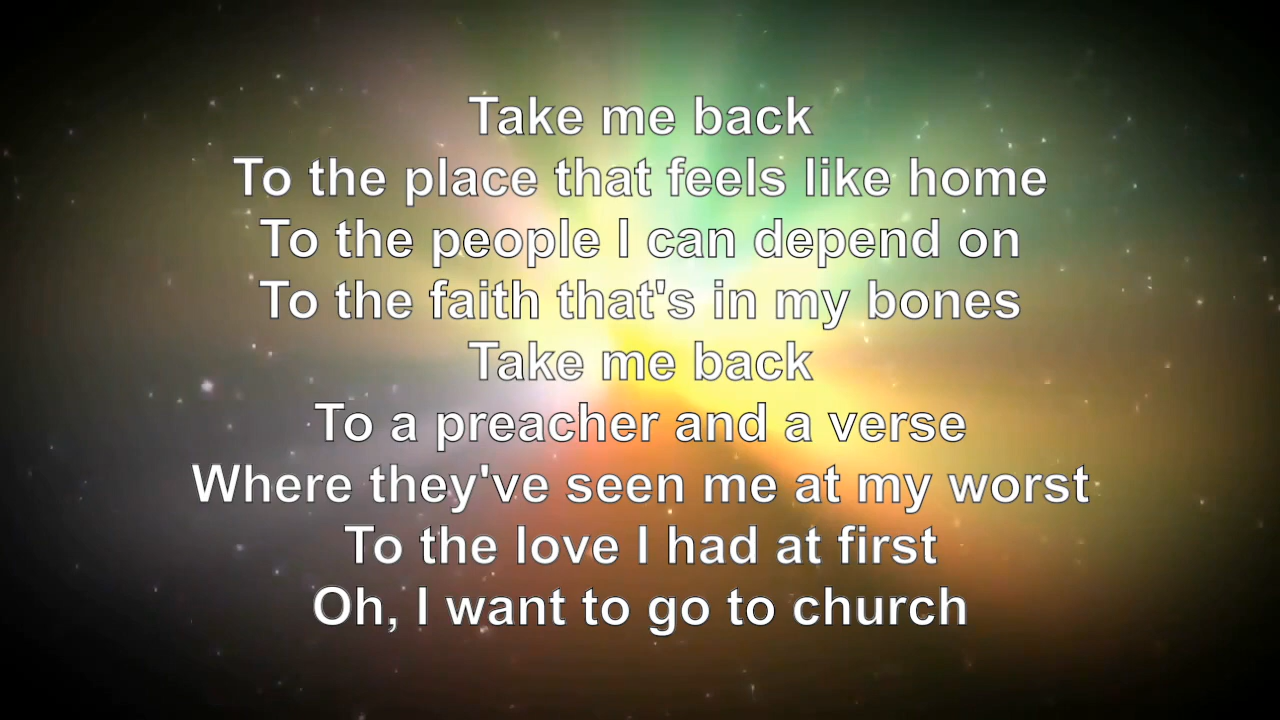 Take me back
To the place that feels like home
To the people I can depend on
To the faith that's in my bones
Take me back
To a preacher and a verse
Where they've seen me at my worst
To the love I had at first
Oh, I want to go to church